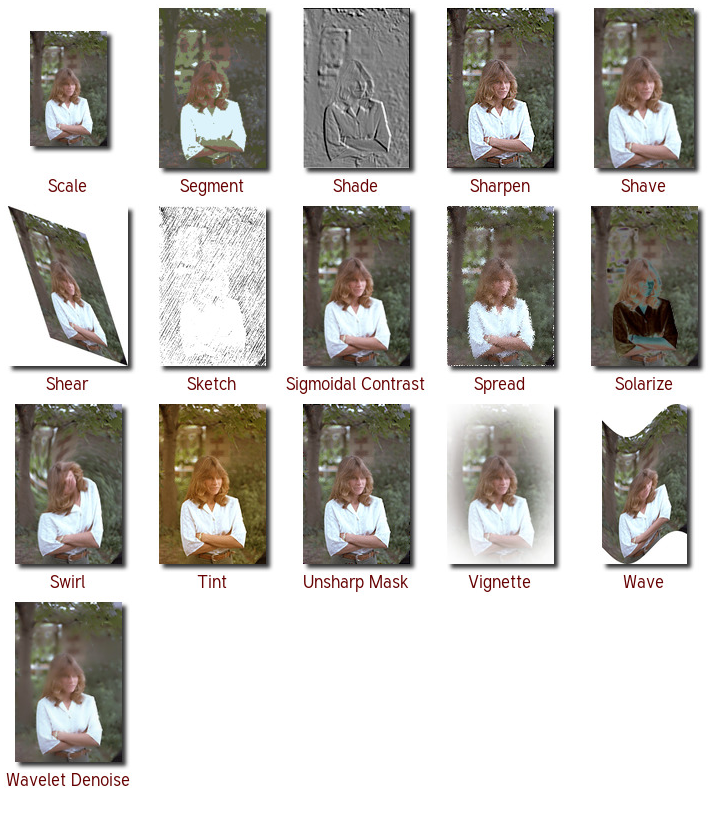 Scale
Segment
Shade
Sharpen
Shave
Shear
Sketch
Sigmoidal Contrast
Spread
Solarize
Swirl
Tint
Unsharp Mask
Vignette
Wave
Wavelet Denoise